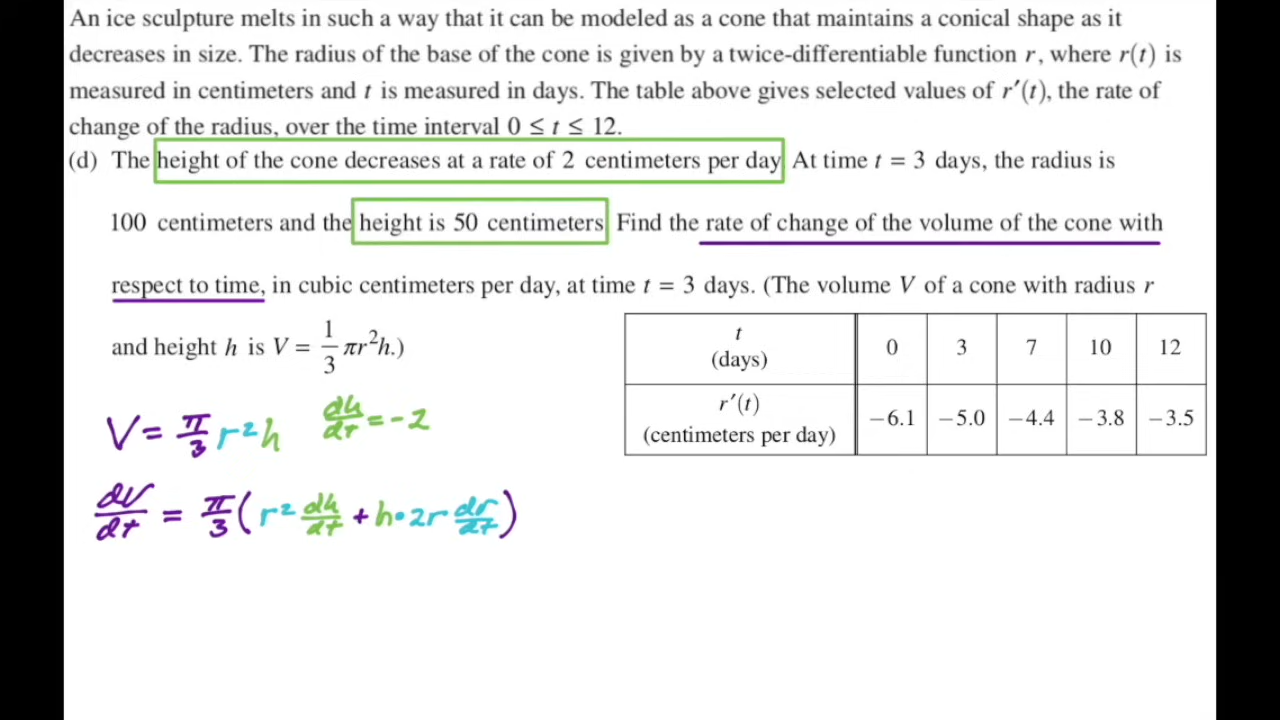 An ice sculpture melts in such a way that it can be modeled as a cone that maintains a conical shape as it
decreases in size. The radius of the base of the cone is given by a twice-differentiable function r, where r(t) is
measured in centimeters and t is measured in days. The table above gives selected values of r′(t), the rate of
change of the radius, over the time interval 0 ≤ t ≤ 12.
(d) The height of the cone decreases at a rate of 2 centimeters per day. At time t = 3 days, the radius is
100 centimeters and the height is 50 centimeters. Find the rate of change of the volume of the cone with
respect to time, in cubic centimeters per day, at time t = 3 days. (The volume V of a cone with radius r
and height h is V = 1/3 πr²h.)
t (days) 0 3 7 10 12
r′(t) (centimeters per day) −6.1 −5.0 −4.4 −3.8 −3.5
V = π/3 r²h dh/dt = -2
dV/dt = π/3 ( r² dh/dt + h•2r dr/dt )